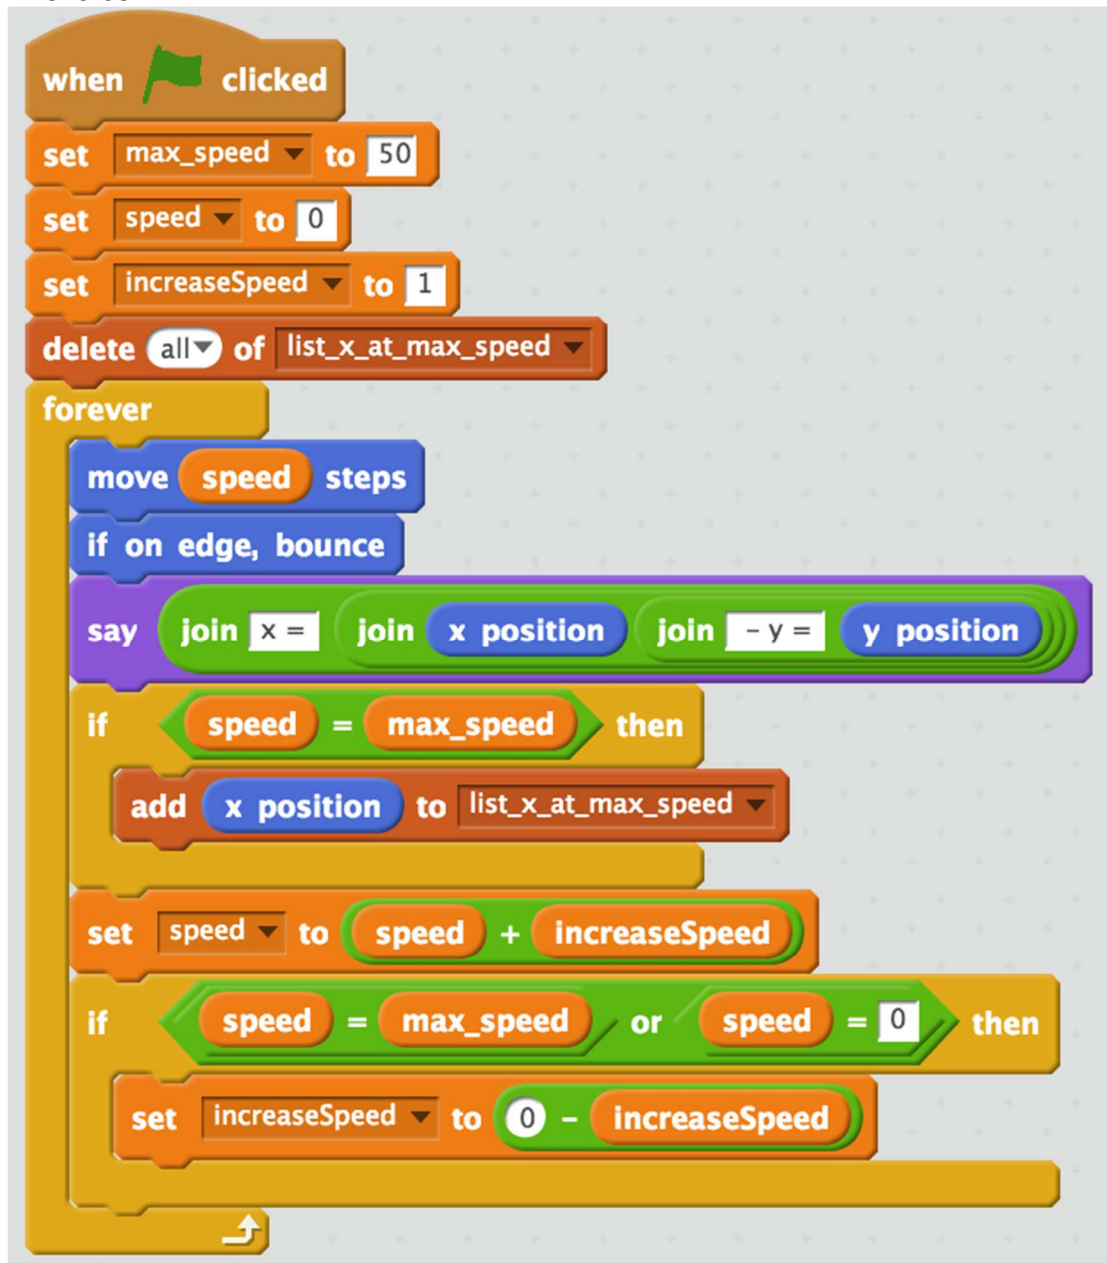 when clicked
set max_speed to 50
set speed to 0
set increaseSpeed to 1
delete all of list_x_at_max_speed
forever
move speed steps
if on edge, bounce
say join x = join x position join - y = y position
if speed = max_speed then
add x position to list_x_at_max_speed
set speed to speed + increaseSpeed
if speed = max_speed or speed = 0 then
set increaseSpeed to 0 - increaseSpeed